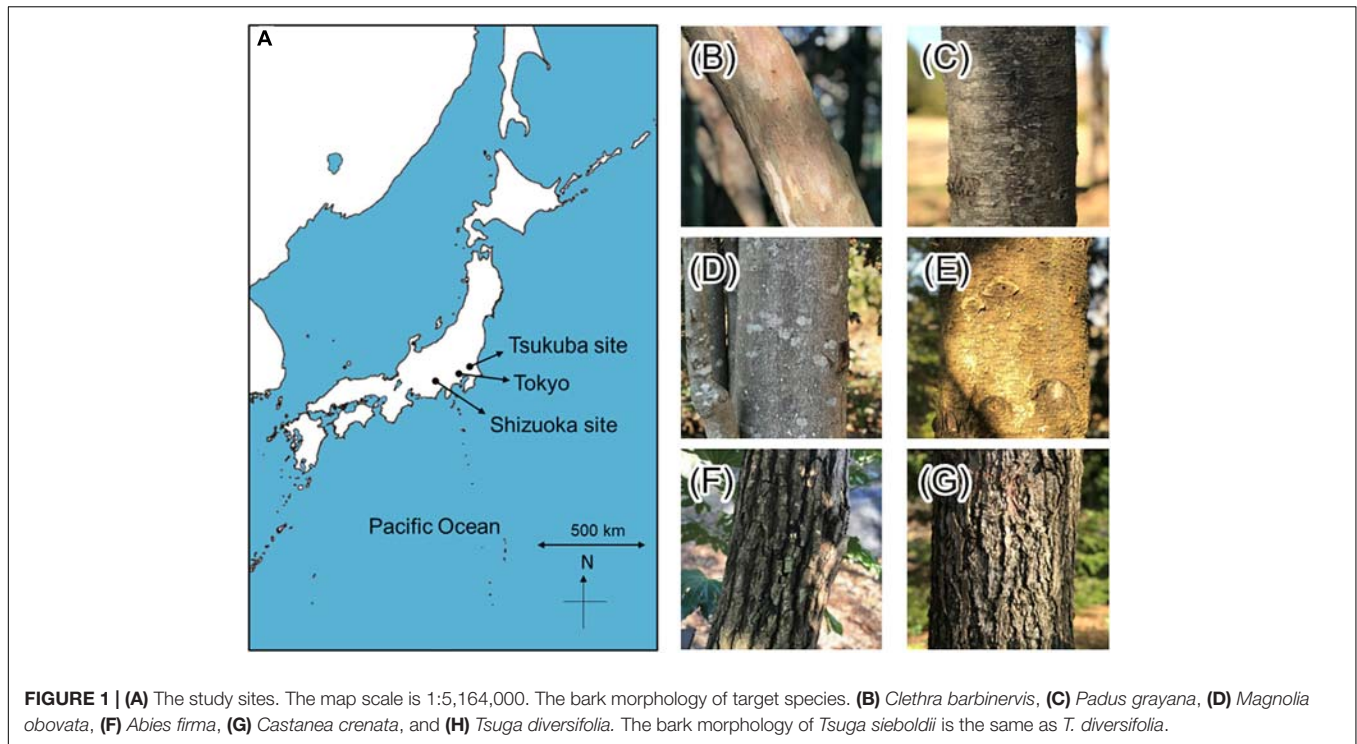 A
Tsukuba site
Tokyo
Shizuoka site
Pacific Ocean
500 km
N
(B)
(C)
(D)
(E)
(F)
(G)
FIGURE 1 | (A) The study sites. The map scale is 1:5,164,000. The bark morphology of target species. (B) Clethra barbinervis, (C) Padus grayana, (D) Magnolia
obovata, (F) Abies firma, (G) Castanea crenata, and (H) Tsuga diversifolia. The bark morphology of Tsuga sieboldii is the same as T. diversifolia.